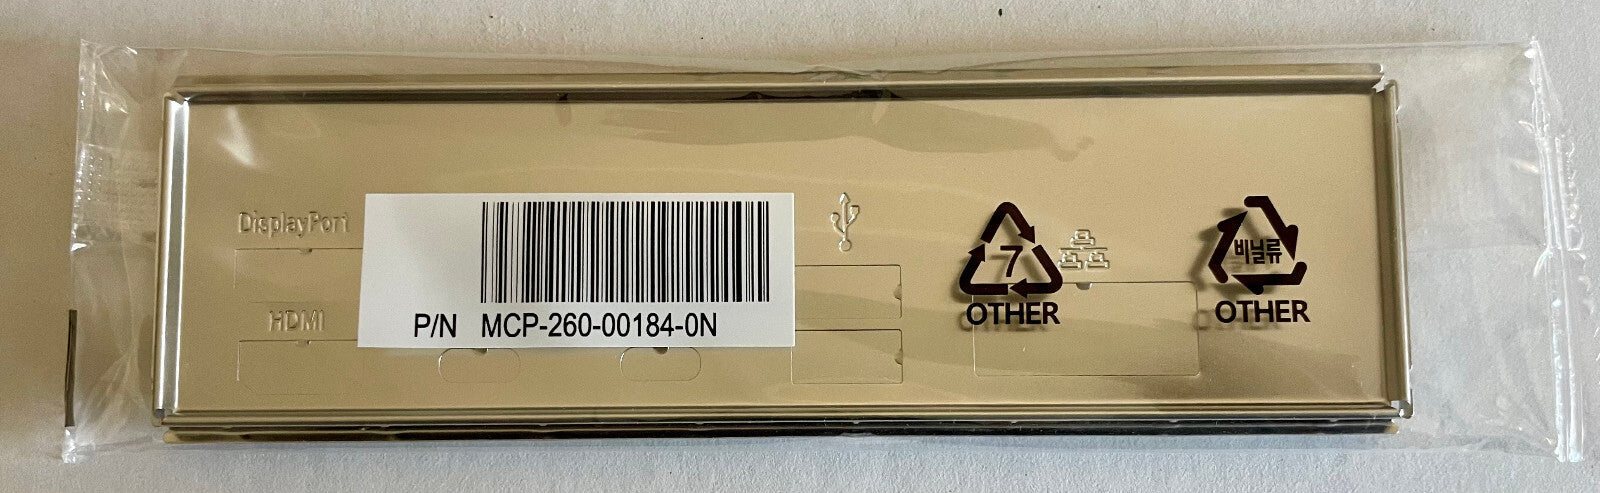 DisplayPort
HDMI
P/N MCP-260-00184-0N
7
OTHER
비닐류
OTHER